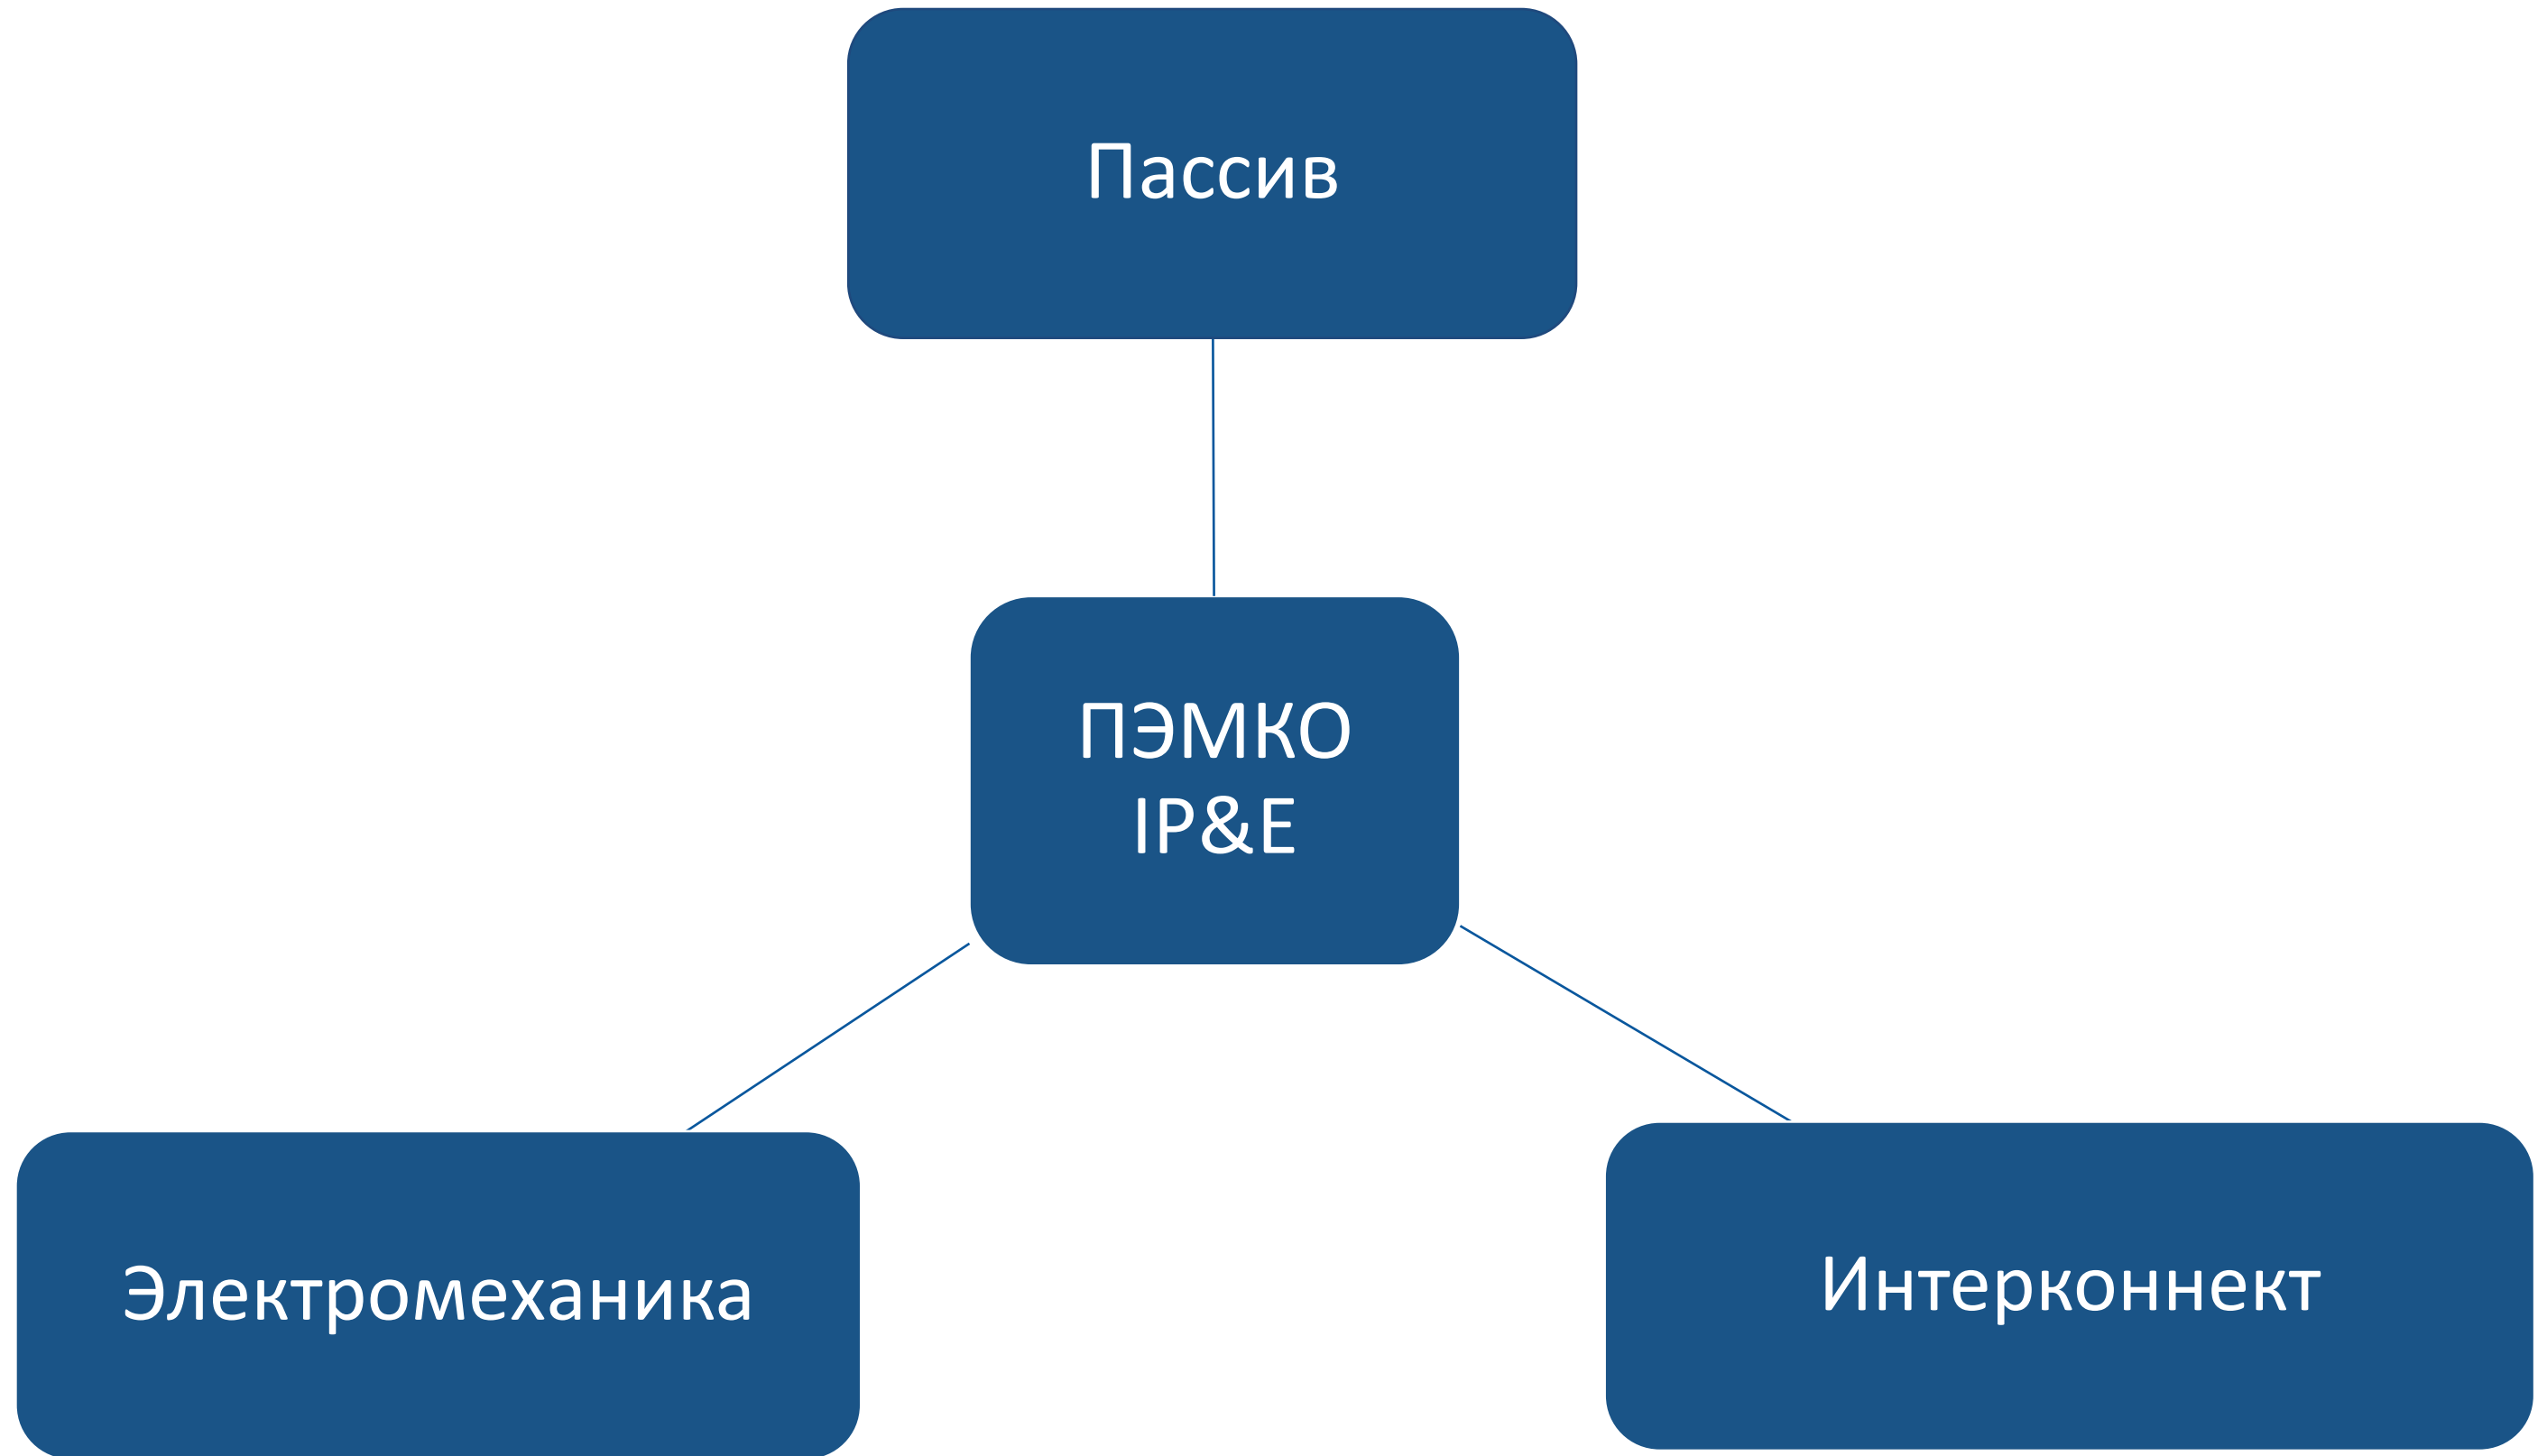 Пассив
ПЭМКО
IP&E
Электромеханика
Интерконнект